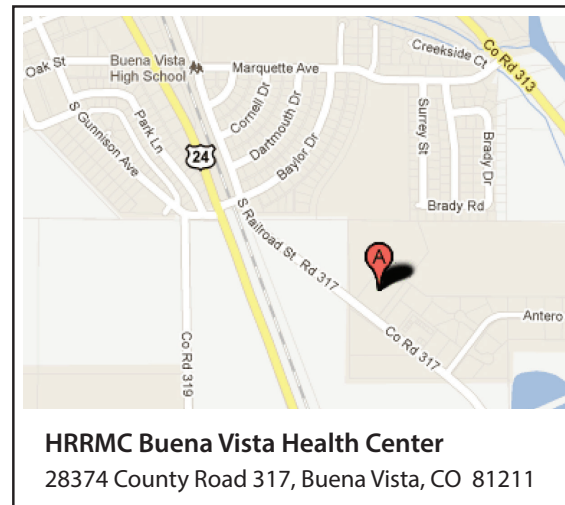 Oak St
Buena Vista
High School
Marquette Ave
Creekside Ct
Co Rd 313
S Gunnison Ave
Park Ln
Cornell Dr
Dartmouth Dr
Baylor Dr
Surrey St
Brady Dr
24
Brady Rd
S Railroad St
Rd 317
A
Co Rd 317
Antero
Co Rd 319
HRRMC Buena Vista Health Center
28374 County Road 317, Buena Vista, CO 81211